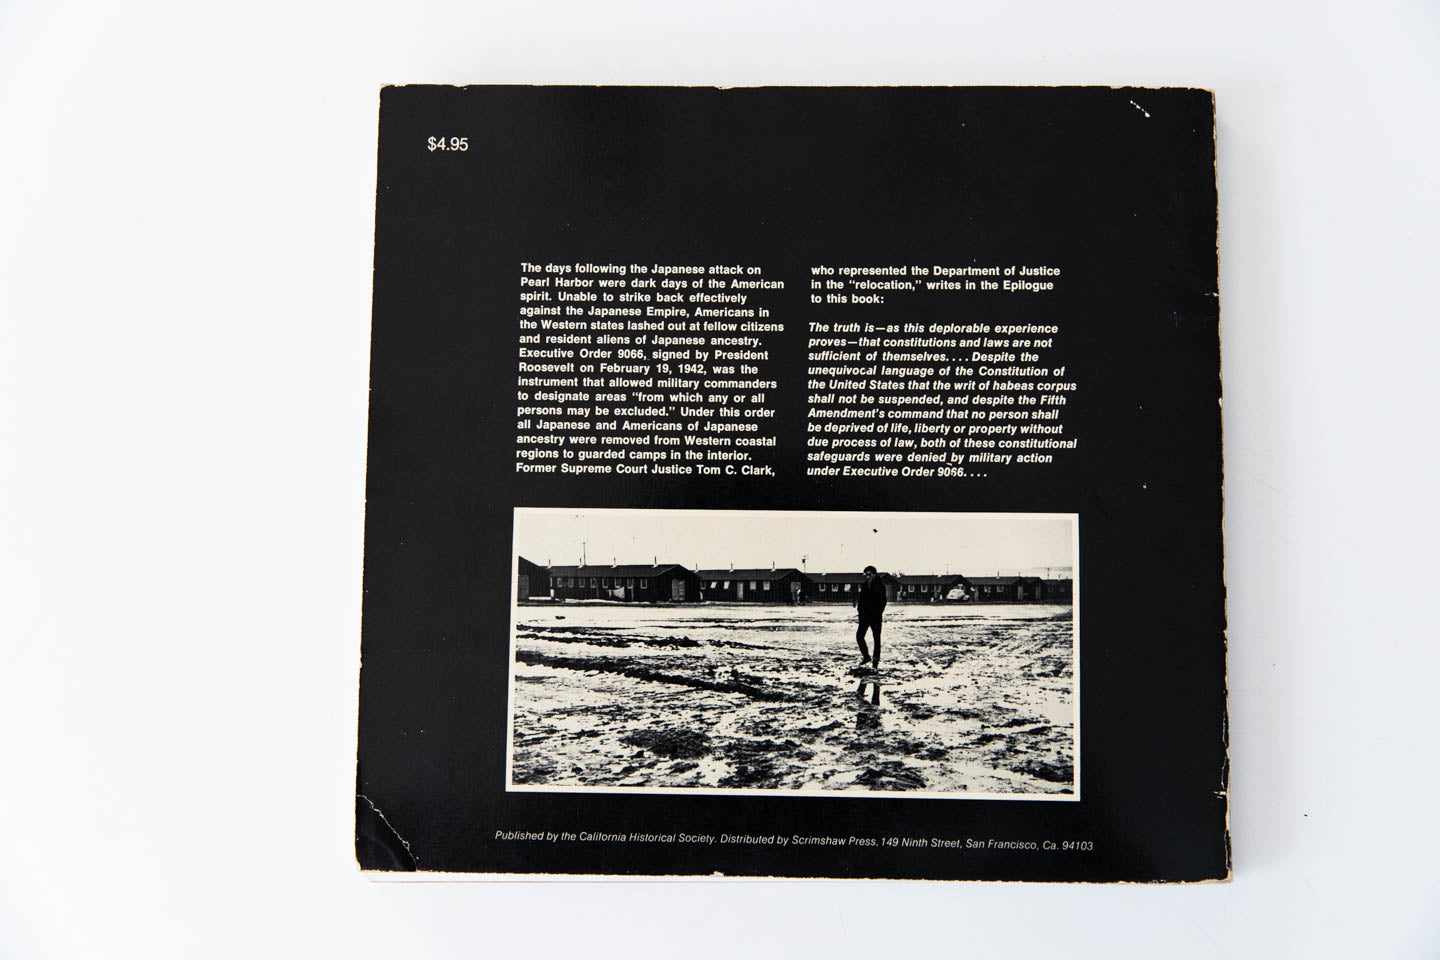 $4.95
The days following the Japanese attack on
Pearl Harbor were dark days of the American
spirit. Unable to strike back effectively
against the Japanese Empire, Americans in
the Western states lashed out at fellow citizens
and resident aliens of Japanese ancestry.
Executive Order 9066, signed by President
Roosevelt on February 19, 1942, was the
instrument that allowed military commanders
to designate areas "from which any or all
persons may be excluded." Under this order
all Japanese and Americans of Japanese
ancestry were removed from Western coastal
regions to guarded camps in the interior.
Former Supreme Court Justice Tom C. Clark,
who represented the Department of Justice
in the "relocation," writes in the Epilogue
to this book:
The truth is—as this deplorable experience
proves—that constitutions and laws are not
sufficient of themselves.... Despite the
unequivocal language of the Constitution of
the United States that the writ of habeas corpus
shall not be suspended, and despite the Fifth
Amendment's command that no person shall
be deprived of life, liberty or property without
due process of law, both of these constitutional
safeguards were denied by military action
under Executive Order 9066....
Published by the California Historical Society. Distributed by Scrimshaw Press, 149 Ninth Street, San Francisco, Ca. 94103